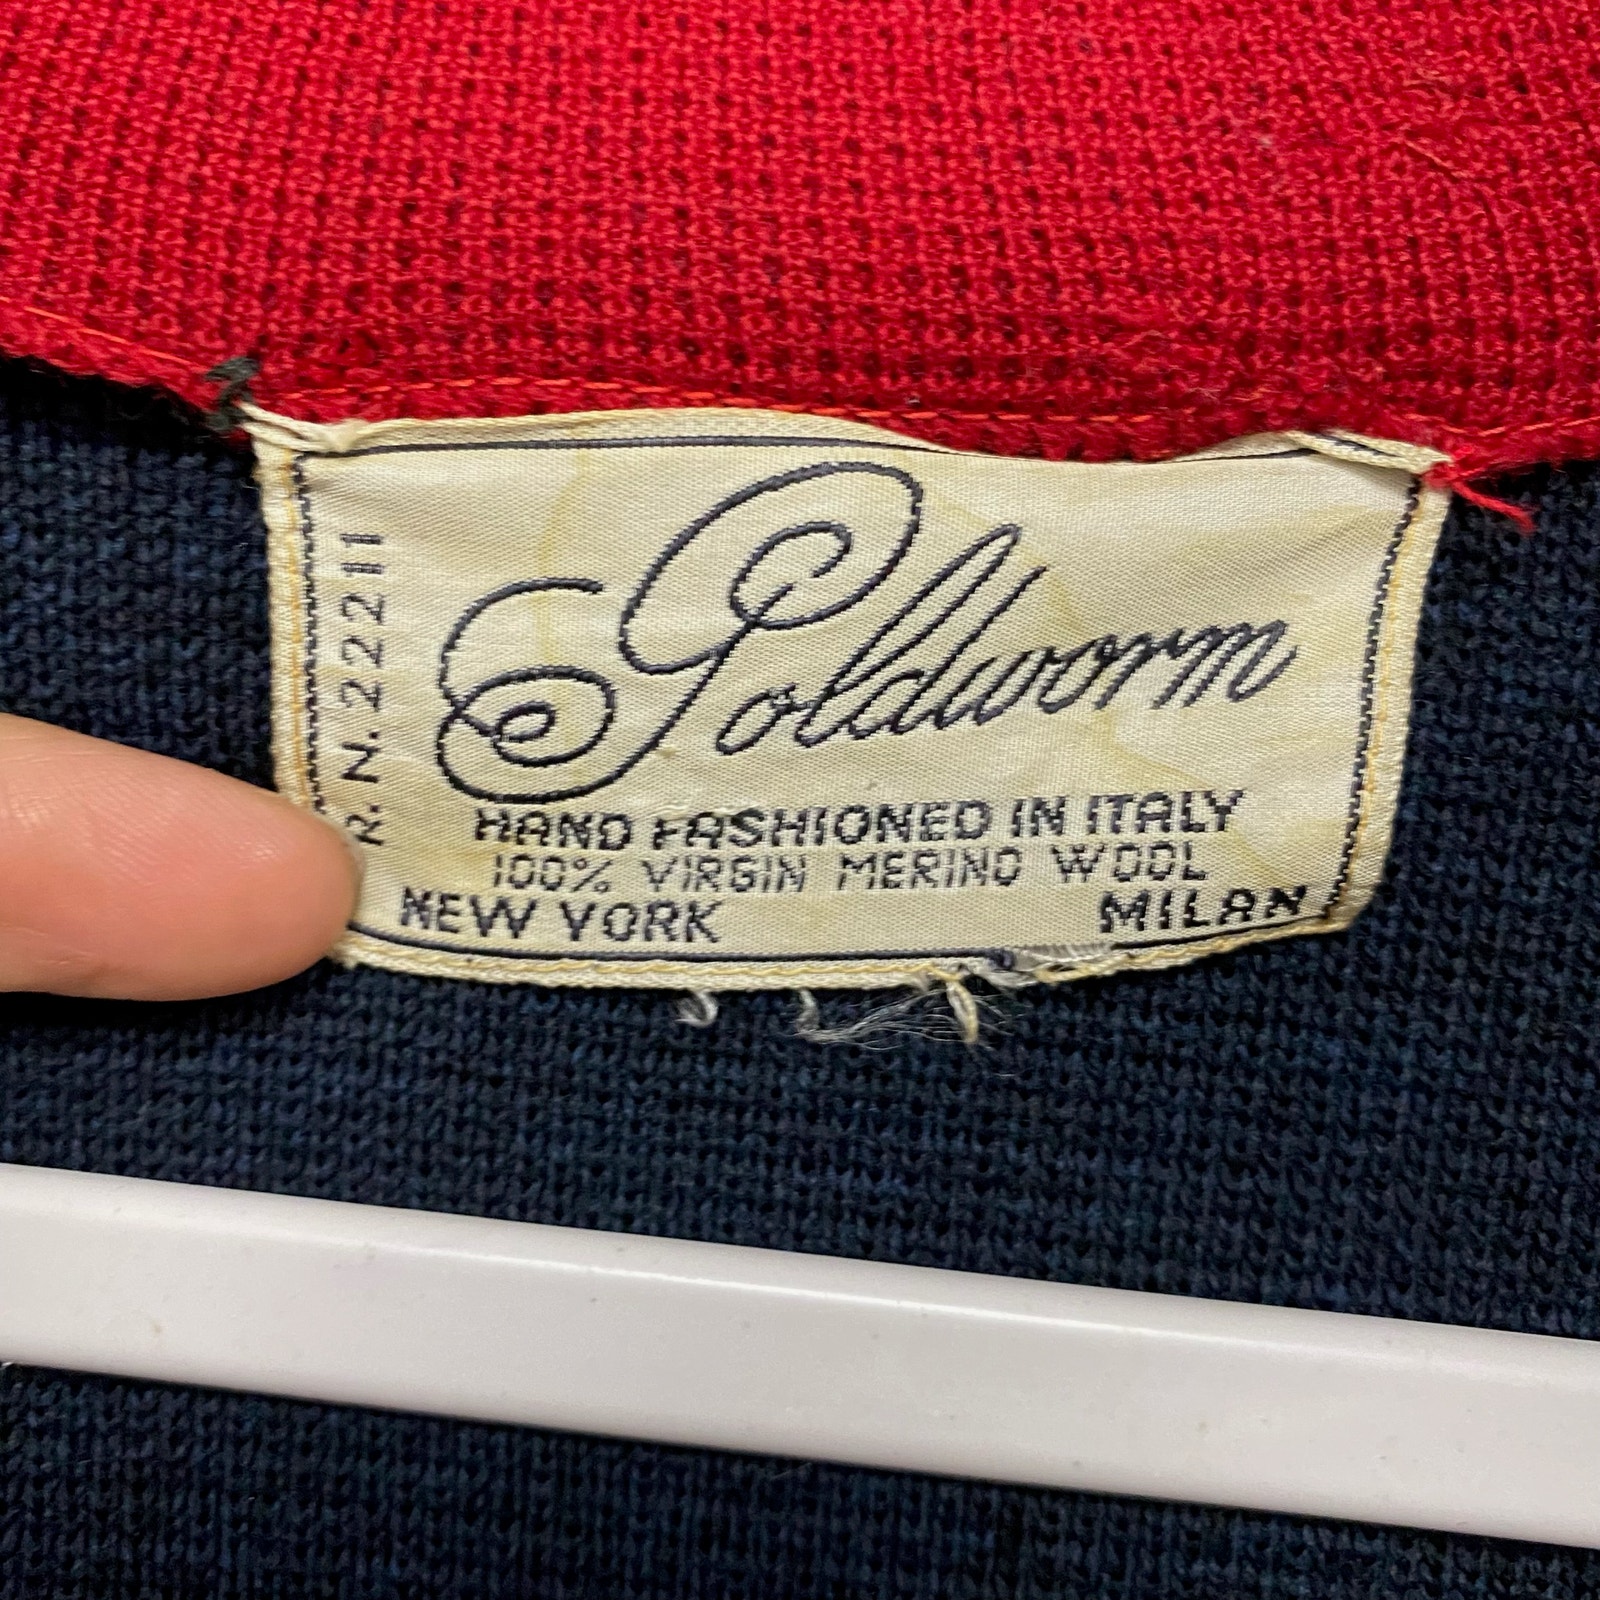 Goldworm
HAND FASHIONED IN ITALY
100% VIRGIN MERINO WOOL
NEW YORK MILAN
R. N. 22211